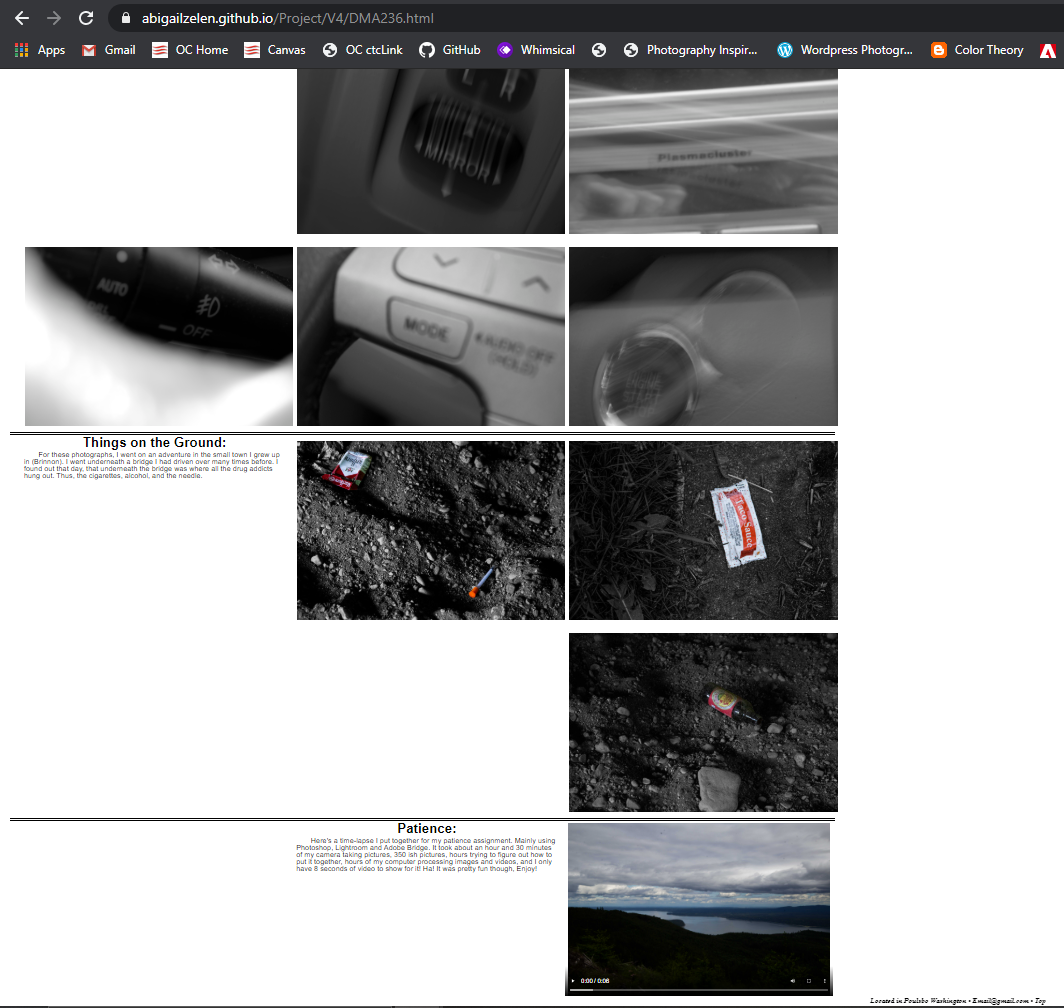 abigailzelen.github.io/Project/V4/DMA236.html
Apps Gmail OC Home Canvas OC ctcLink GitHub Whimsical Photography Inspir... Wordpress Photogr... Color Theory
L R
MIRROR
Plasmacluster
AUTO
OFF
MODE
AUDIO OFF
(HOLD)
ENGINE
START
Things on the Ground:
For these photographs, I went on an adventure in the small town I grew up
in (Brinnon). I went underneath a bridge I had driven over many times before. I
found out that day, that underneath the bridge was where all the drug addicts
hung out. Thus, the cigarettes, alcohol, and the needle.
Taco Sauce
Patience:
Here's a time-lapse I put together for my patience assignment. Mainly using
Photoshop, Lightroom and Adobe Bridge. It took about an hour and 30 minutes
of my camera taking pictures, 350 ish pictures, hours trying to figure out how to
put it together, hours of my computer processing images and videos, and I only
have 8 seconds of video to show for it! Ha! It was pretty fun though, Enjoy!
0:00 / 0:08
Located in Poulsbo Washington • Email@gmail.com • Top